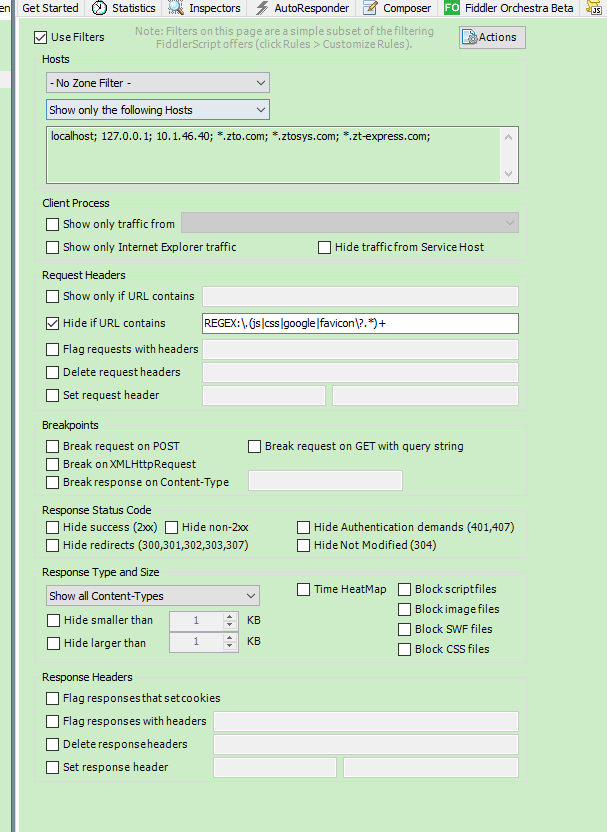 en Get Started Statistics Inspectors AutoResponder Composer FO Fiddler Orchestra Beta JS
Use Filters
Note: Filters on this page are a simple subset of the filtering
FiddlerScript offers (click Rules > Customize Rules).
Actions
Hosts
- No Zone Filter -
Show only the following Hosts
localhost; 127.0.0.1; 10.1.46.40; *.zto.com; *.ztosys.com; *.zt-express.com;
Client Process
Show only traffic from
Show only Internet Explorer traffic Hide traffic from Service Host
Request Headers
Show only if URL contains
Hide if URL contains REGEX:\.(js|css|google|favicon\?.*)+
Flag requests with headers
Delete request headers
Set request header
Breakpoints
Break request on POST Break request on GET with query string
Break on XMLHttpRequest
Break response on Content-Type
Response Status Code
Hide success (2xx) Hide non-2xx Hide Authentication demands (401,407)
Hide redirects (300,301,302,303,307) Hide Not Modified (304)
Response Type and Size
Show all Content-Types Time HeatMap Block script files
Block image files
Hide smaller than 1 KB
Block SWF files
Hide larger than 1 KB
Block CSS files
Response Headers
Flag responses that set cookies
Flag responses with headers
Delete response headers
Set response header